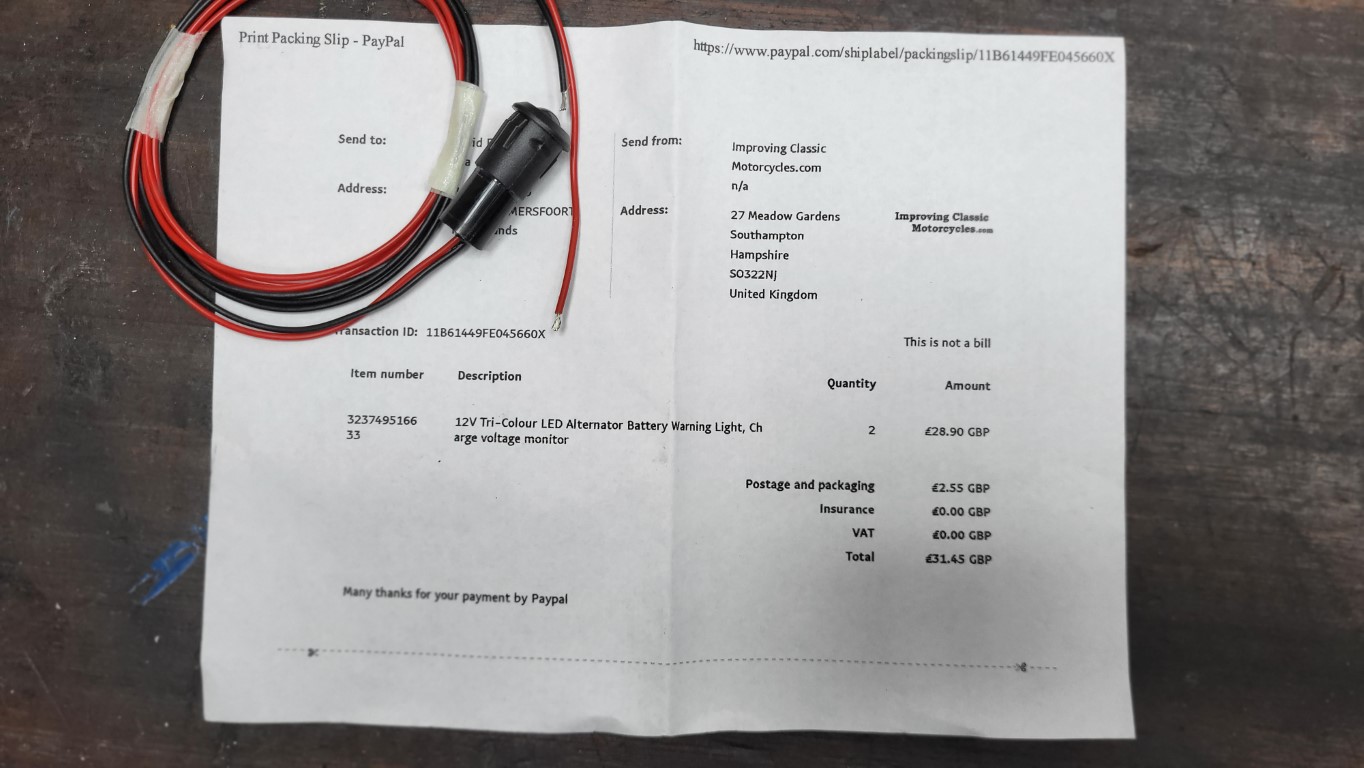 Print Packing Slip - PayPal
https://www.paypal.com/shiplabel/packingslip/11B61449FE045660X
Send to:
Address:
MERSFOORT
Send from:
Improving Classic
Motorcycles.com
n/a
Address:
27 Meadow Gardens
Southampton
Hampshire
SO322NJ
United Kingdom
Improving Classic
Motorcycles.com
Transaction ID: 11B61449FE045660X
This is not a bill
Item number Description Quantity Amount
3237495166 12V Tri-Colour LED Alternator Battery Warning Light, Ch 2 £28.90 GBP
33 arge voltage monitor
Postage and packaging £2.55 GBP
Insurance £0.00 GBP
VAT £0.00 GBP
Total £31.45 GBP
Many thanks for your payment by Paypal